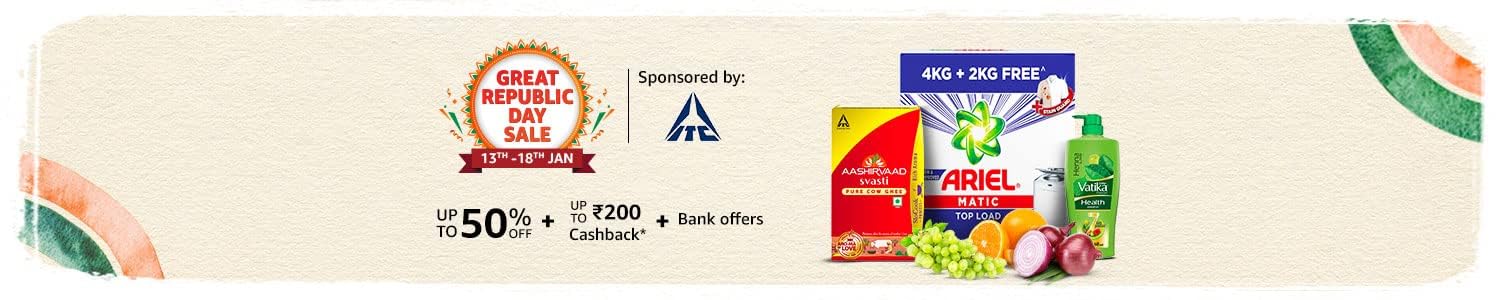 GREAT
REPUBLIC
DAY
SALE
13TH -18TH JAN
Sponsored by:
ITC
UP TO 50% OFF + UP TO ₹200 Cashback* + Bank offers
4KG + 2KG FREE^
ARIEL
MATIC
TOP LOAD
AASHIRVAAD
svasti
PURE COW GHEE
Henna
Vatika
Health